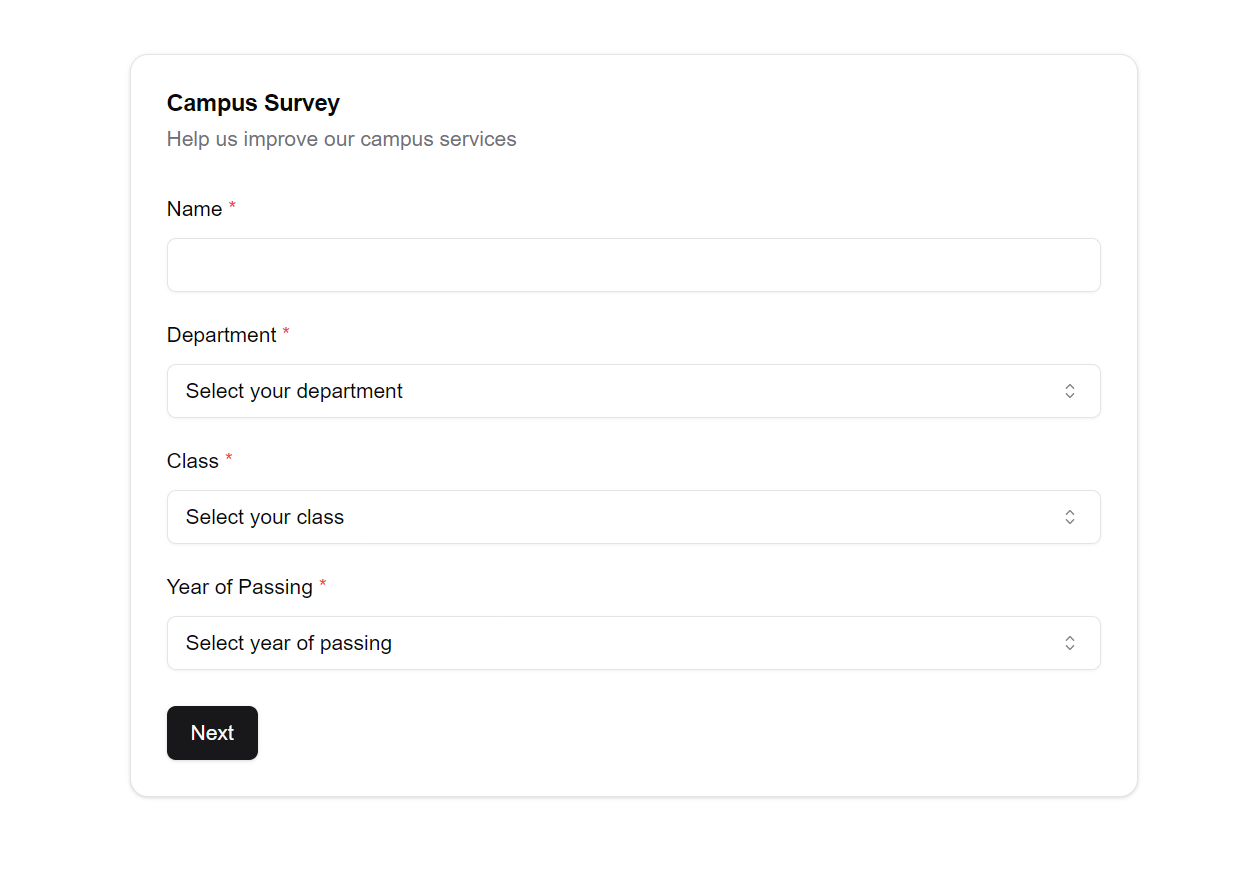 Campus Survey
Help us improve our campus services
Name *
Department *
Select your department
Class *
Select your class
Year of Passing *
Select year of passing
Next